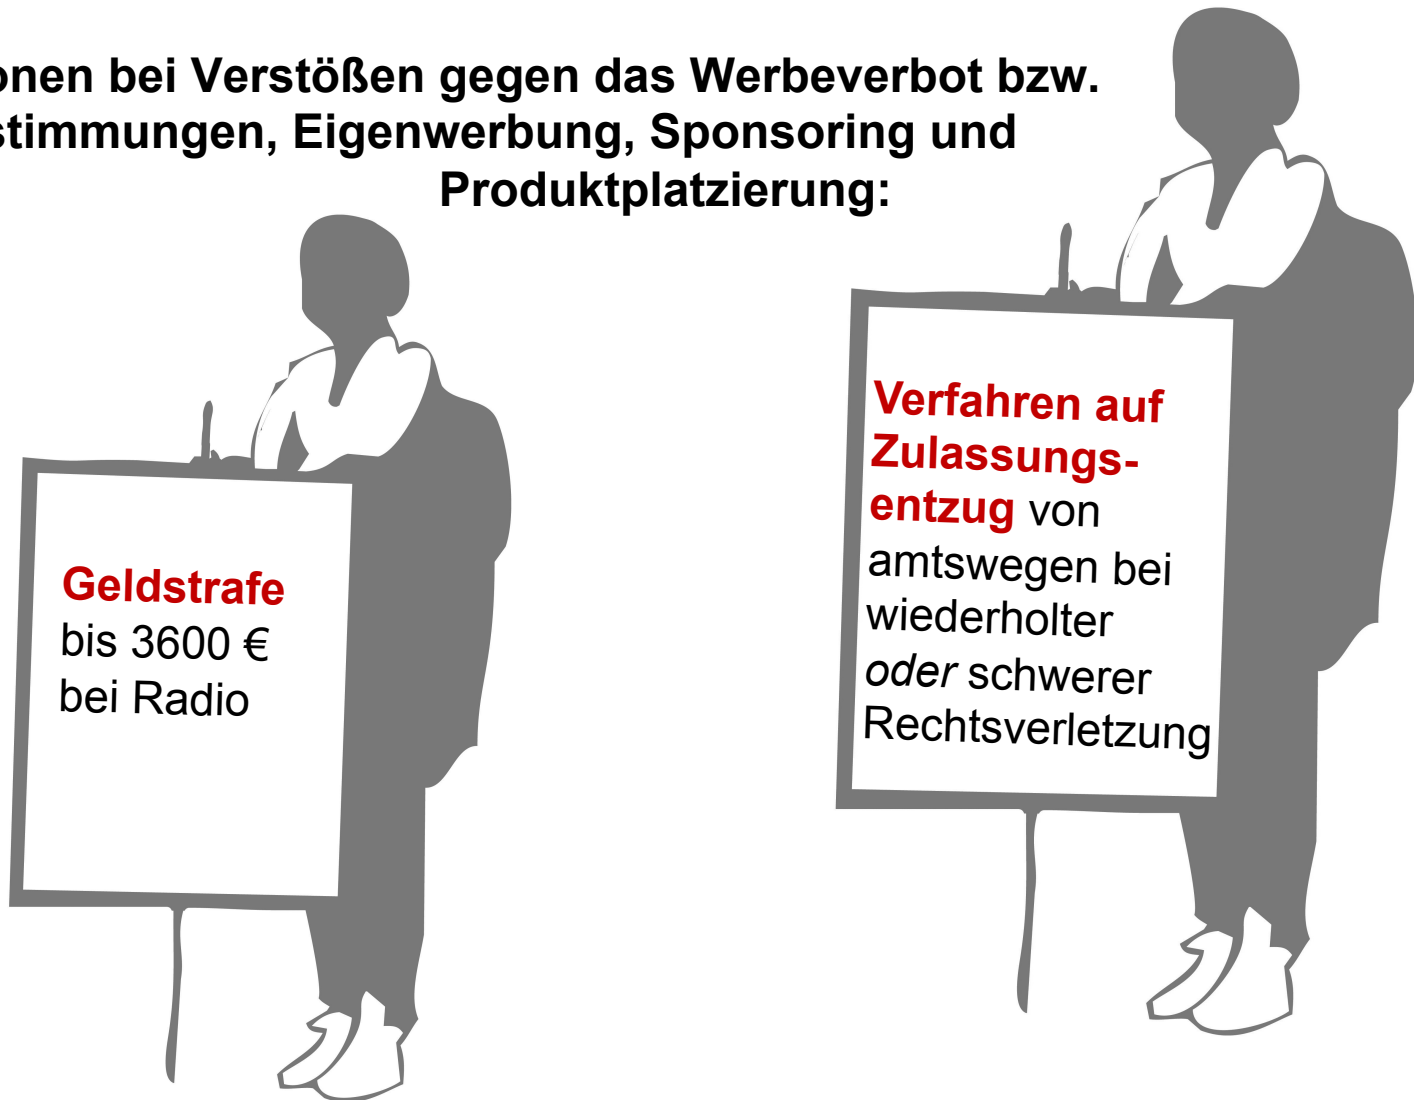 onen bei Verstößen gegen das Werbeverbot bzw.
stimmungen, Eigenwerbung, Sponsoring und
Produktplatzierung:
Geldstrafe
bis 3600 €
bei Radio
Verfahren auf
Zulassungs-
entzug von
amtswegen bei
wiederholter
oder schwerer
Rechtsverletzung